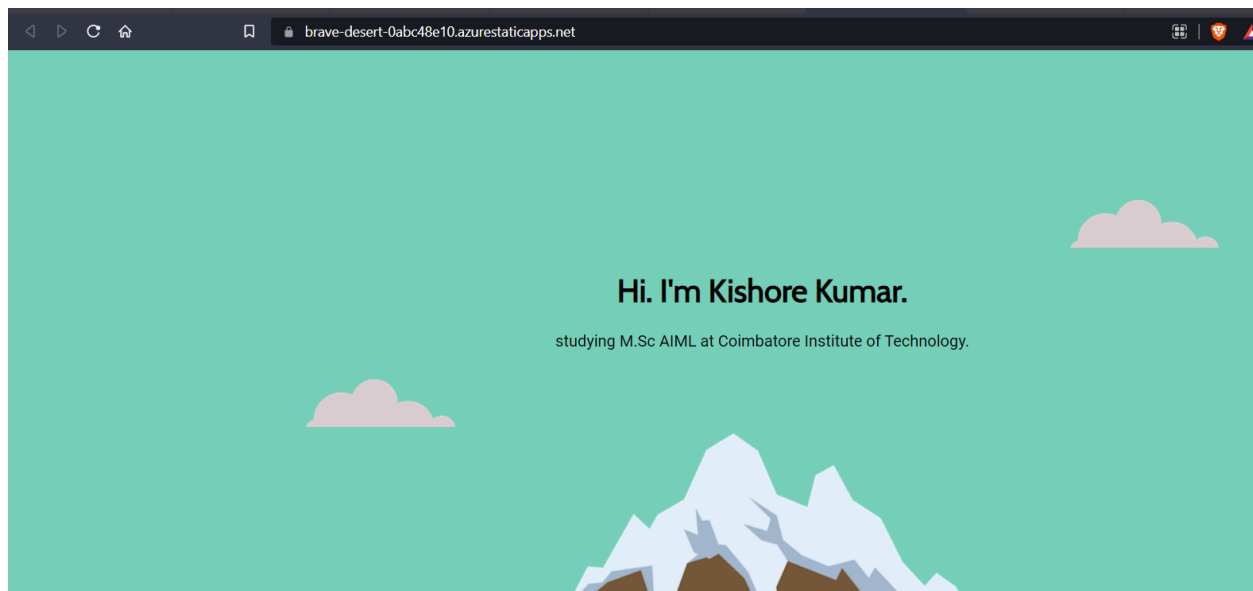 brave-desert-0abc48e10.azurestaticapps.net
Hi. I'm Kishore Kumar.
studying M.Sc AIML at Coimbatore Institute of Technology.